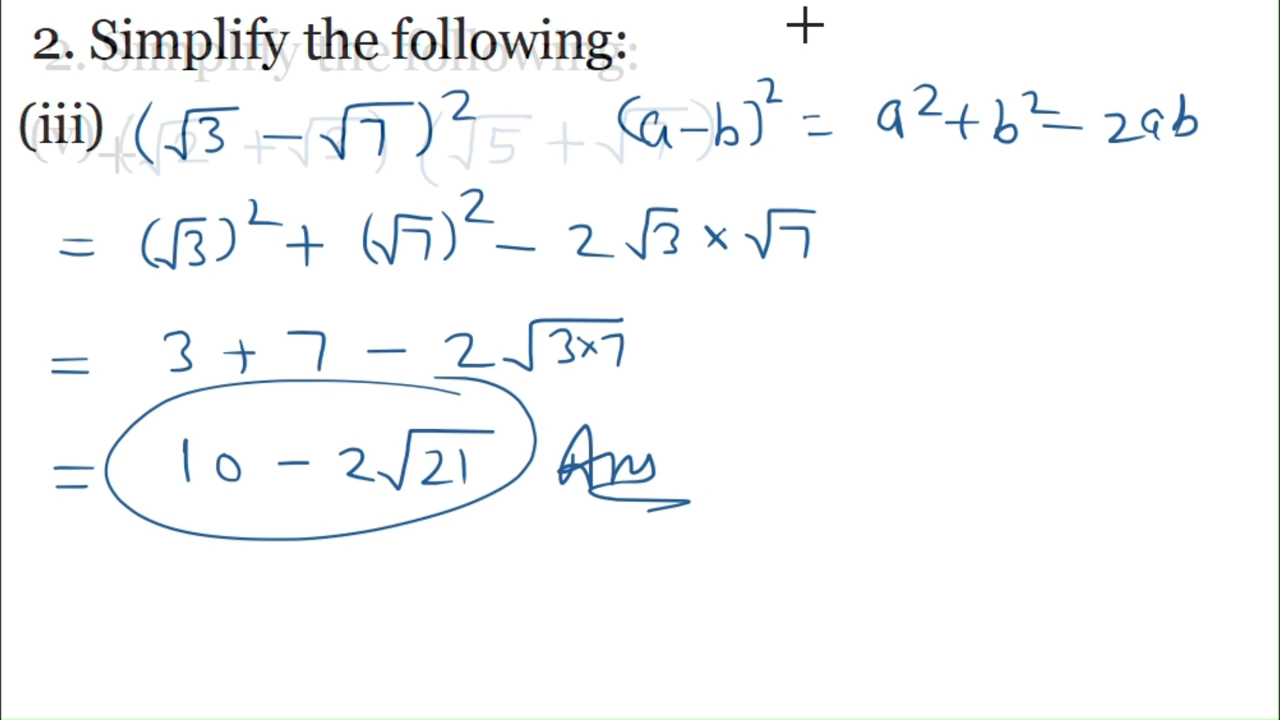 2. Simplify the following:
(iii) (√3 − √7)² (a−b)² = a² + b² − 2ab
= (√3)² + (√7)² − 2√3 × √7
= 3 + 7 − 2√(3×7)
= 10 − 2√21 Ans